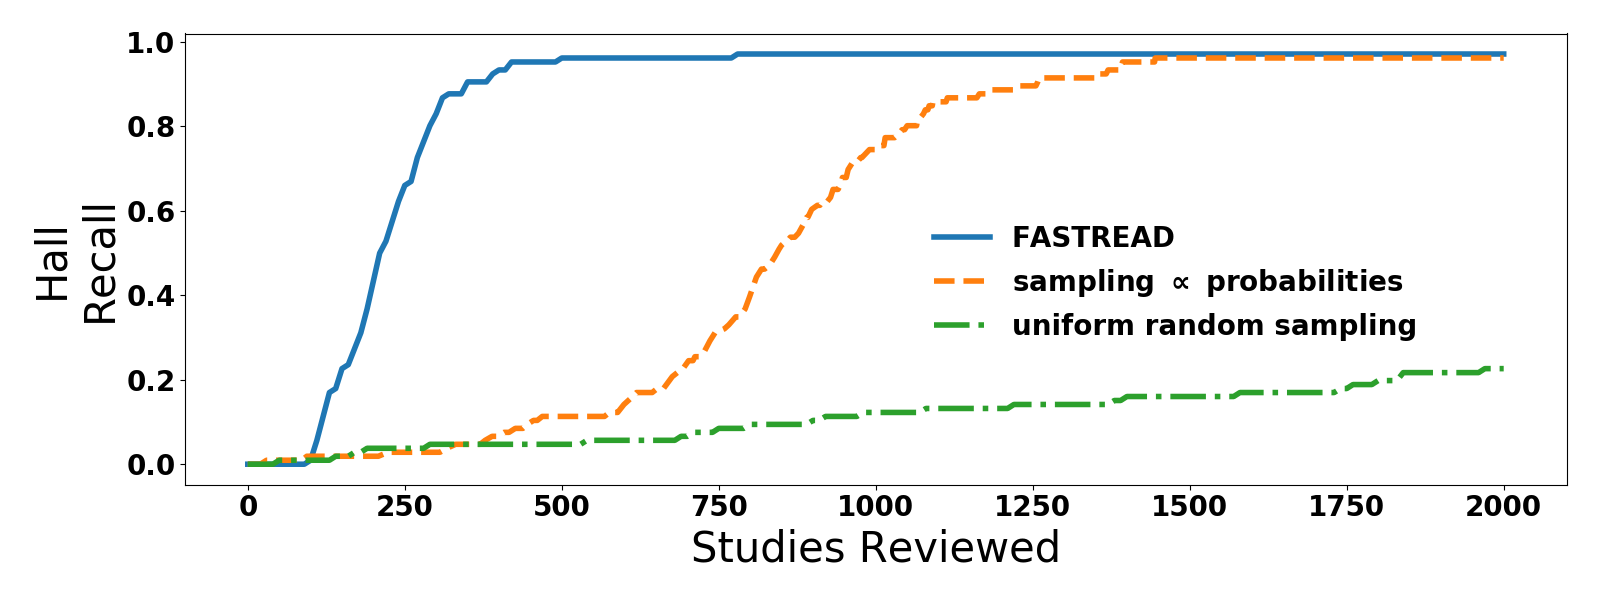 Hall
Recall
1.0
0.8
0.6
0.4
0.2
0.0
FASTREAD
sampling ∝ probabilities
uniform random sampling
0 250 500 750 1000 1250 1500 1750 2000
Studies Reviewed